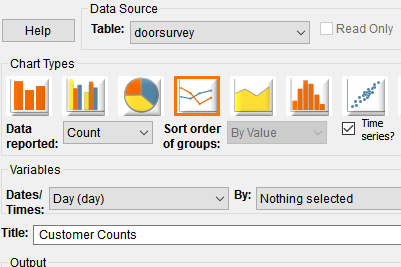 Data Source
Help
Table: doorsurvey Read Only
Chart Types
Data reported: Count Sort order of groups: By Value Time series?
Variables
Dates/Times: Day (day) By: Nothing selected
Title: Customer Counts
Output